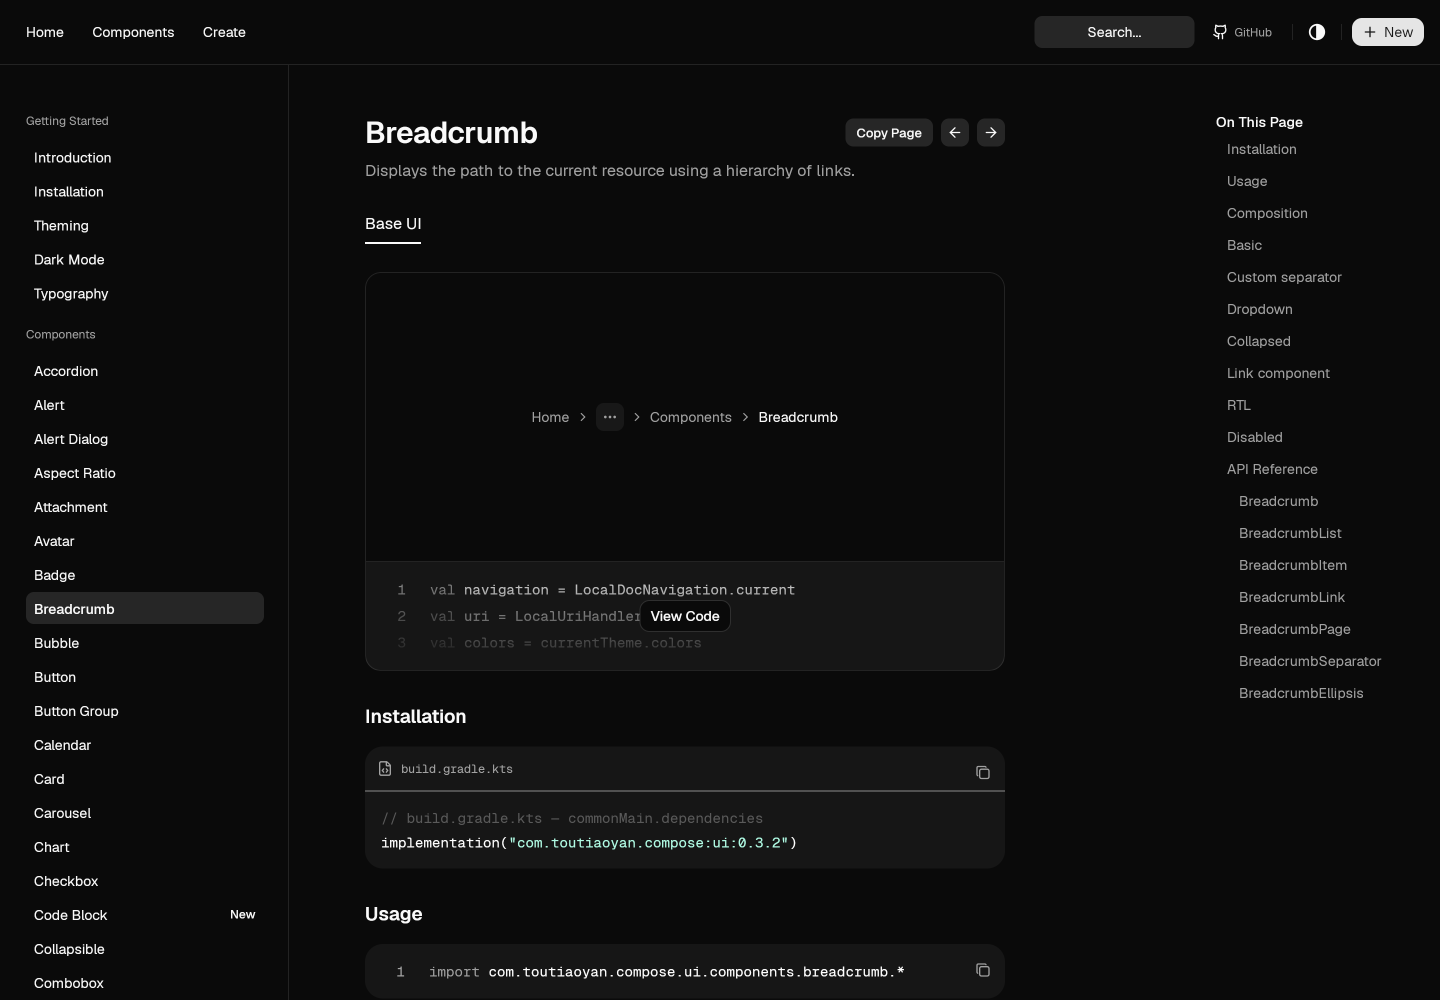 Home Components Create Search... GitHub New
Getting Started
Introduction
Installation
Theming
Dark Mode
Typography
Components
Accordion
Alert
Alert Dialog
Aspect Ratio
Attachment
Avatar
Badge
Breadcrumb
Bubble
Button
Button Group
Calendar
Card
Carousel
Chart
Checkbox
Code Block New
Collapsible
Combobox
Breadcrumb
Copy Page
Displays the path to the current resource using a hierarchy of links.
Base UI
Home Components Breadcrumb
1 val navigation = LocalDocNavigation.current
2 val uri = LocalUriHandler
View Code
3 val colors = currentTheme.colors
Installation
build.gradle.kts
// build.gradle.kts — commonMain.dependencies
implementation("com.toutiaoyan.compose:ui:0.3.2")
Usage
1 import com.toutiaoyan.compose.ui.components.breadcrumb.*
On This Page
Installation
Usage
Composition
Basic
Custom separator
Dropdown
Collapsed
Link component
RTL
Disabled
API Reference
Breadcrumb
BreadcrumbList
BreadcrumbItem
BreadcrumbLink
BreadcrumbPage
BreadcrumbSeparator
BreadcrumbEllipsis